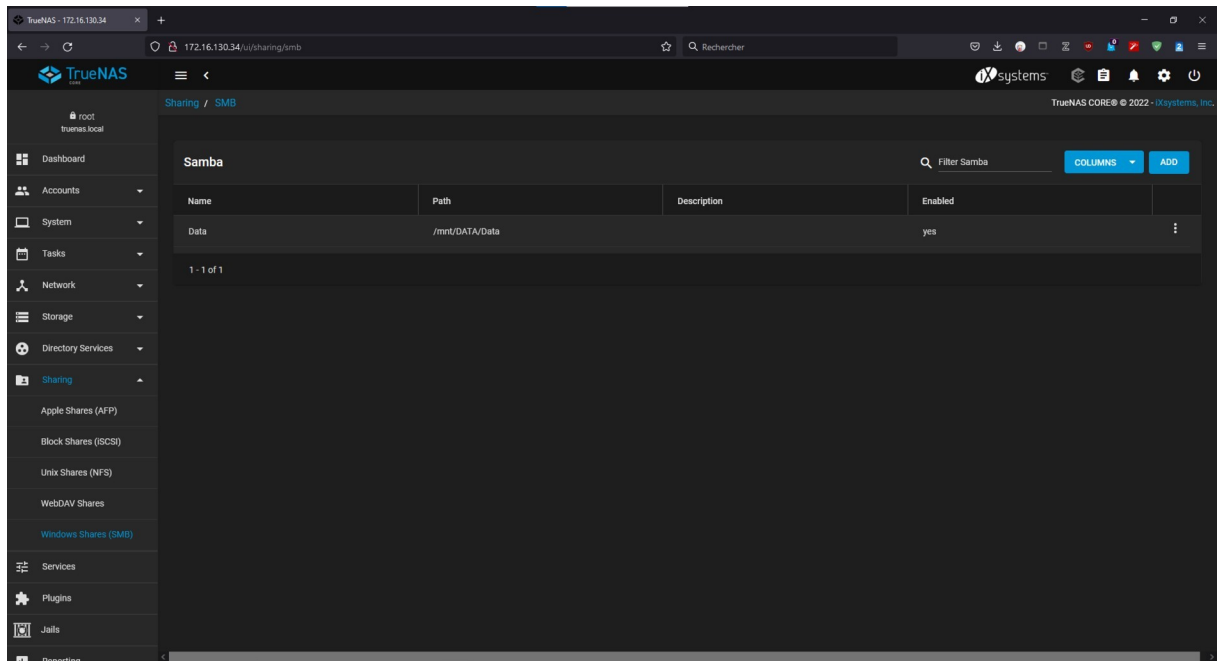 TrueNAS - 172.16.130.34
172.16.130.34/ui/sharing/smb
Rechercher
TrueNAS
CORE
iXsystems
root
truenas.local
Sharing / SMB
TrueNAS CORE® © 2022 - iXsystems, Inc.
Dashboard
Accounts
System
Tasks
Network
Storage
Directory Services
Sharing
Apple Shares (AFP)
Block Shares (iSCSI)
Unix Shares (NFS)
WebDAV Shares
Windows Shares (SMB)
Services
Plugins
Jails
Reporting
Samba
Filter Samba
COLUMNS
ADD
Name Path Description Enabled
Data /mnt/DATA/Data yes
1 - 1 of 1